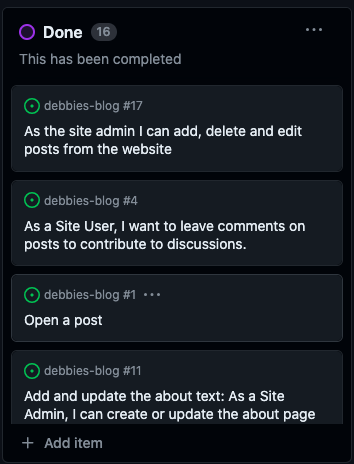 Done 16
This has been completed
debbies-blog #17
As the site admin I can add, delete and edit
posts from the website
debbies-blog #4
As a Site User, I want to leave comments on
posts to contribute to discussions.
debbies-blog #1
Open a post
debbies-blog #11
Add and update the about text: As a Site
Admin, I can create or update the about page
Add item